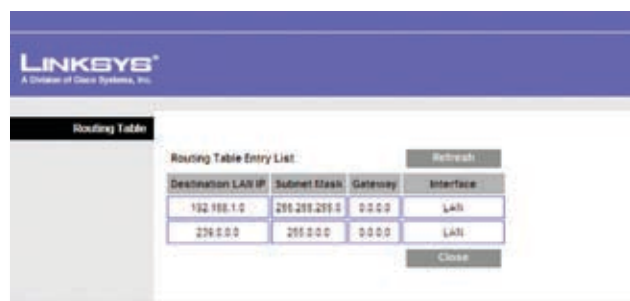 LINKSYS®
A Division of Cisco Systems, Inc.
Routing Table
Routing Table Entry List
Refresh
Destination LAN IP Subnet Mask Gateway Interface
192.168.1.0 255.255.255.0 0.0.0.0 LAN
239.0.0.0 255.0.0.0 0.0.0.0 LAN
Close